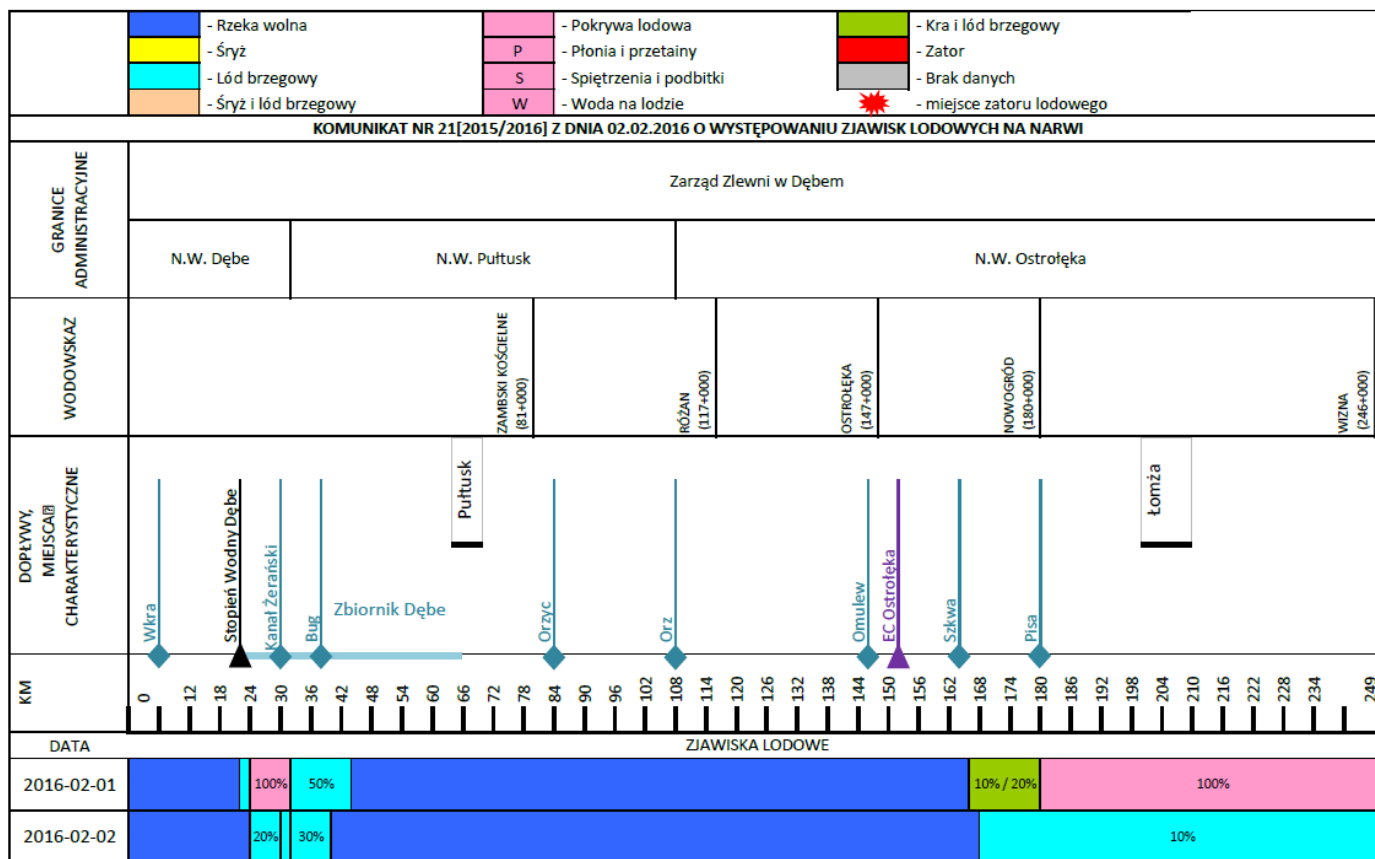 - Rzeka wolna
- Pokrywa lodowa
- Kra i lód brzegowy
- Śryż
P
- Płonia i przetainy
- Zator
- Lód brzegowy
S
- Spiętrzenia i podbitki
- Brak danych
- Śryż i lód brzegowy
W
- Woda na lodzie
- miejsce zatoru lodowego
KOMUNIKAT NR 21[2015/2016] Z DNIA 02.02.2016 O WYSTĘPOWANIU ZJAWISK LODOWYCH NA NARWI
GRANICE
ADMINISTRACYJNE
Zarząd Zlewni w Dębem
N.W. Dębe
N.W. Pułtusk
N.W. Ostrołęka
WODOWSKAZ
ZAMBSKI KOŚCIELNE
(81+000)
RÓŻAN
(117+000)
OSTROŁĘKA
(147+000)
NOWOGRÓD
(180+000)
WIZNA
(246+000)
DOPŁYWY,
MIEJSCA
CHARAKTERYSTYCZNE
Wkra
Stopień Wodny Dębe
Kanał Żerański
Bug
Zbiornik Dębe
Pułtusk
Orzyc
Orz
Omulew
EC Ostrołęka
Szkwa
Pisa
Łomża
KM
0 12 18 24 30 36 42 48 54 60 66 72 78 84 90 96 102 108 114 120 126 132 138 144 150 156 162 168 174 180 186 192 198 204 210 216 222 228 234 249
DATA
ZJAWISKA LODOWE
2016-02-01
100%
50%
10% / 20%
100%
2016-02-02
20%
30%
10%